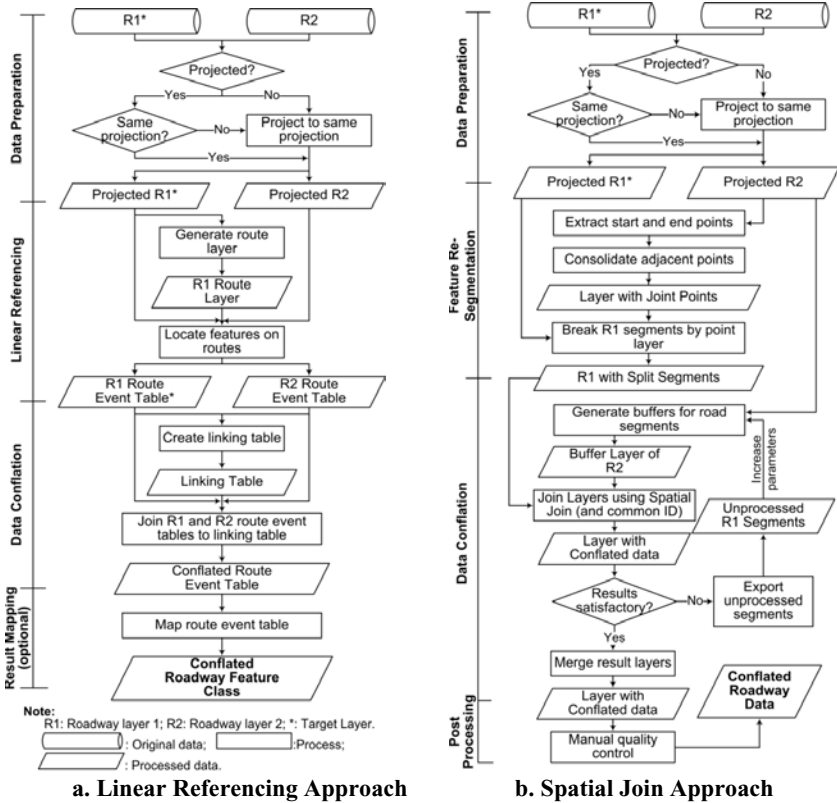 R1*
R2
Projected?
Yes
No
Same
projection?
No
Project to same
projection
Yes
Projected R1*
Projected R2
Generate route
layer
R1 Route
Layer
Locate features on
routes
R1 Route
Event Table*
R2 Route
Event Table
Create linking table
Linking Table
Join R1 and R2 route event
tables to linking table
Conflated Route
Event Table
Map route event table
Conflated
Roadway Feature
Class
Data Preparation
Linear Referencing
Data Conflation
Result Mapping
(optional)
Note:
R1: Roadway layer 1; R2: Roadway layer 2; *: Target Layer.
: Original data;
:Process;
: Processed data.
a. Linear Referencing Approach
R1*
R2
Projected?
Yes
No
Same
projection?
No
Project to same
projection
Yes
Projected R1*
Projected R2
Extract start and end points
Consolidate adjacent points
Layer with Joint Points
Break R1 segments by point
layer
R1 with Split Segments
Generate buffers for road
segments
Buffer Layer of
R2
Increase
parameters
Join Layers using Spatial
Join (and common ID)
Unprocessed
R1 Segments
Layer with
Conflated data
Results
satisfactory?
No
Export
unprocessed
segments
Yes
Merge result layers
Layer with
Conflated data
Conflated
Roadway
Data
Manual quality
control
Data Preparation
Feature Re-
Segmentation
Data Conflation
Post
Processing
b. Spatial Join Approach